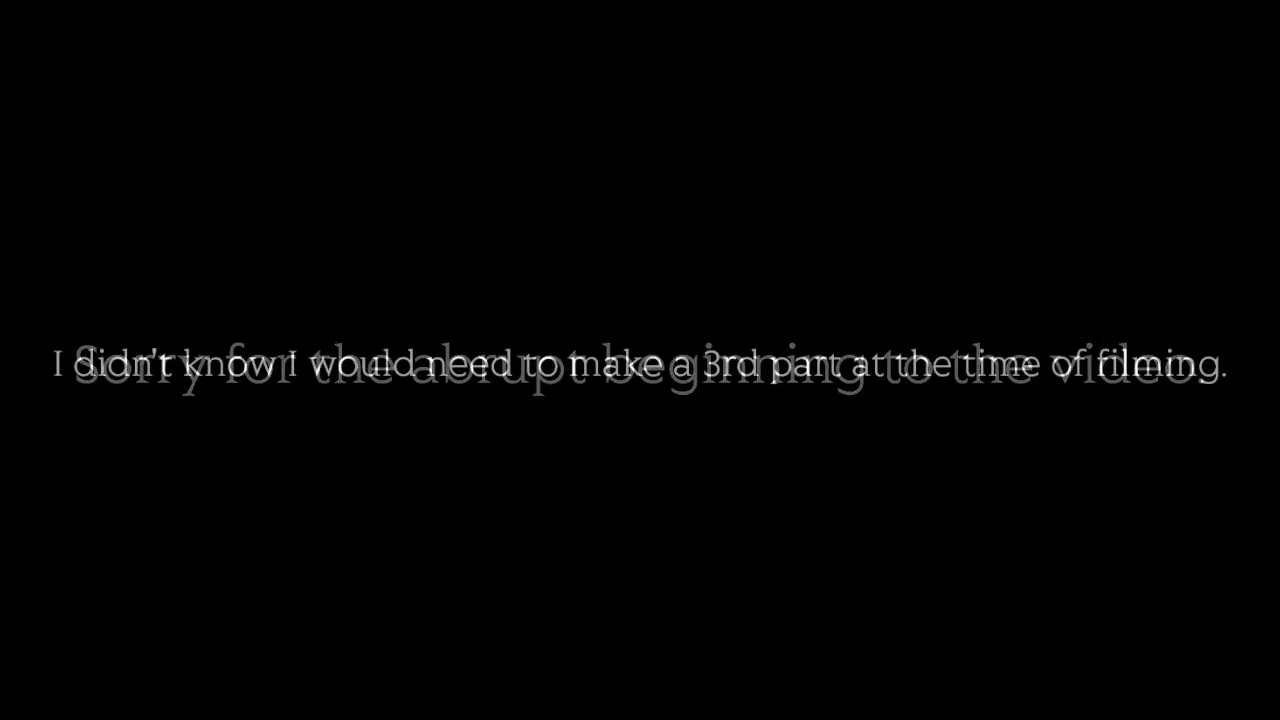 Sorry for the abrupt beginning to the video.
I didn't know I would need to make a 3rd part at the time of filming.